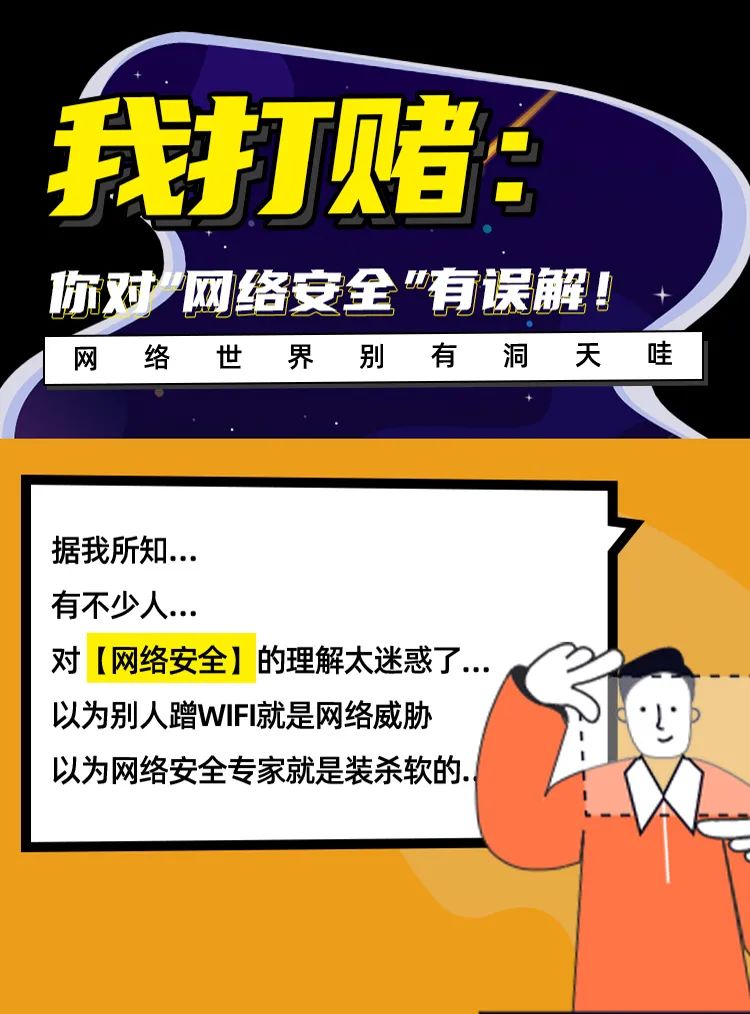 我打赌：
你对"网络安全"有误解！
网络世界别有洞天哇
据我所知...
有不少人...
对【网络安全】的理解太迷惑了...
以为别人蹭WIFI就是网络威胁
以为网络安全专家就是装杀软的...